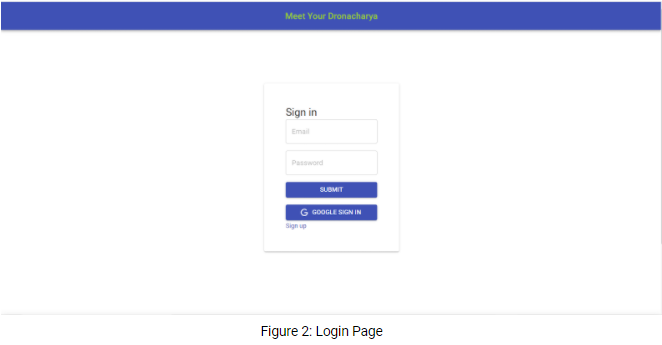 Meet Your Dronacharya
Sign in
Email
Password
SUBMIT
GOOGLE SIGN IN
Sign up
Figure 2: Login Page